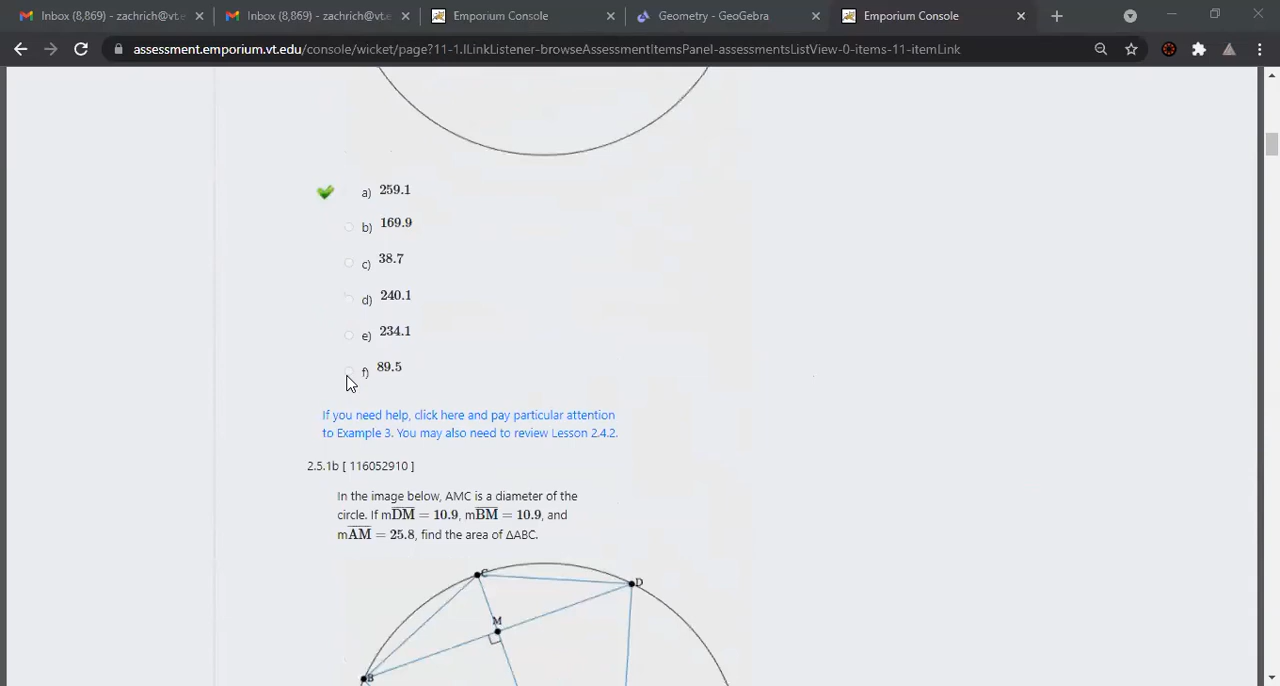 Inbox (8,869) - zachrich@vt.e
Inbox (8,869) - zachrich@vt.e
Emporium Console
Geometry - GeoGebra
Emporium Console
assessment.emporium.vt.edu/console/wicket/page?11-1.ILinkListener-browseAssessmentItemsPanel-assessmentsListView-0-items-11-itemLink
a) 259.1
b) 169.9
c) 38.7
d) 240.1
e) 234.1
f) 89.5
If you need help, click here and pay particular attention
to Example 3. You may also need to review Lesson 2.4.2.
2.5.1b [ 116052910 ]
In the image below, AMC is a diameter of the
circle. If mDM = 10.9, mBM = 10.9, and
mAM = 25.8, find the area of ΔABC.
C
D
M
B